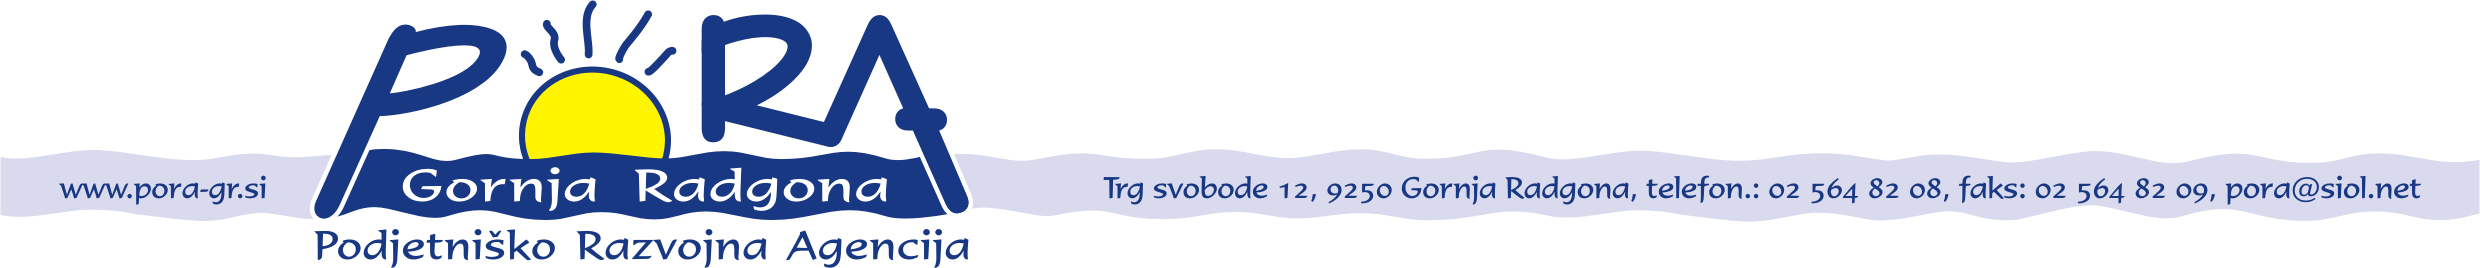 PORA
www.pora-gr.si
Gornja Radgona
Trg svobode 12, 9250 Gornja Radgona, telefon.: 02 564 82 08, faks: 02 564 82 09, pora@siol.net
Podjetniško Razvojna Agencija